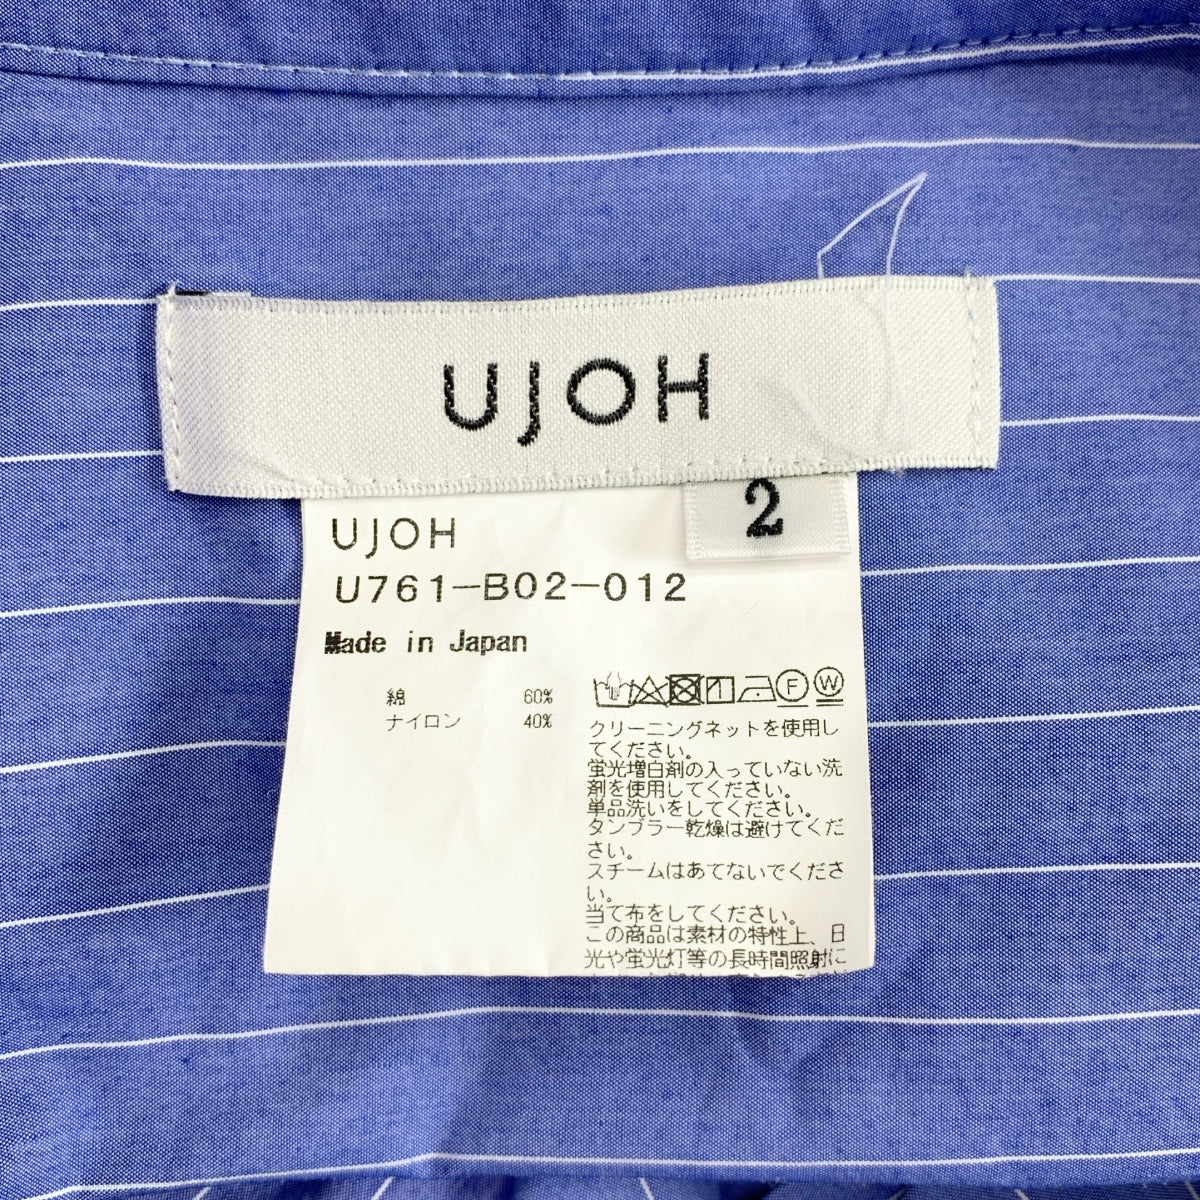 UJOH
2
UJOH
U761-B02-012
Made in Japan
綿 60%
ナイロン 40%
F W
クリーニングネットを使用し
てください。
蛍光増白剤の入っていない洗
剤を使用してください。
単品洗いをしてください。
タンブラー乾燥は避けてくだ
さい。
スチームはあてないでくださ
い。
当て布をしてください。
この商品は素材の特性上、日
光や蛍光灯等の長時間照射に